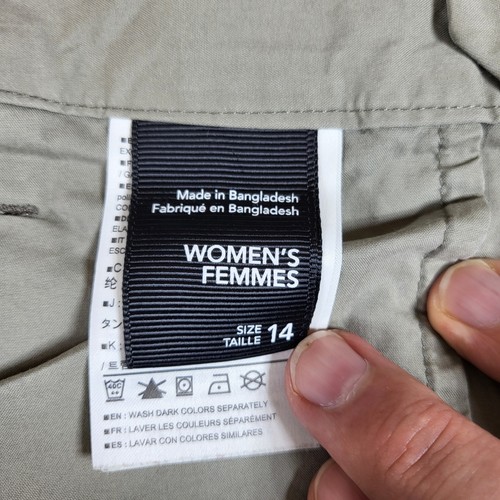 Made in Bangladesh
Fabriqué en Bangladesh
WOMEN'S
FEMMES
SIZE
TAILLE 14
■EN : WASH DARK COLORS SEPARATELY
■FR : LAVER LES COULEURS SÉPARÉMENT
■ES : LAVAR CON COLORES SIMILARES